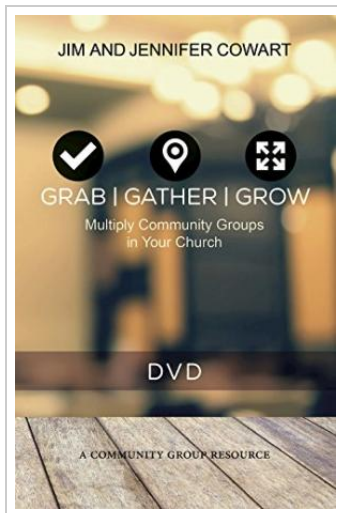 JIM AND JENNIFER COWART
GRAB | GATHER | GROW
Multiply Community Groups
in Your Church
DVD
A COMMUNITY GROUP RESOURCE